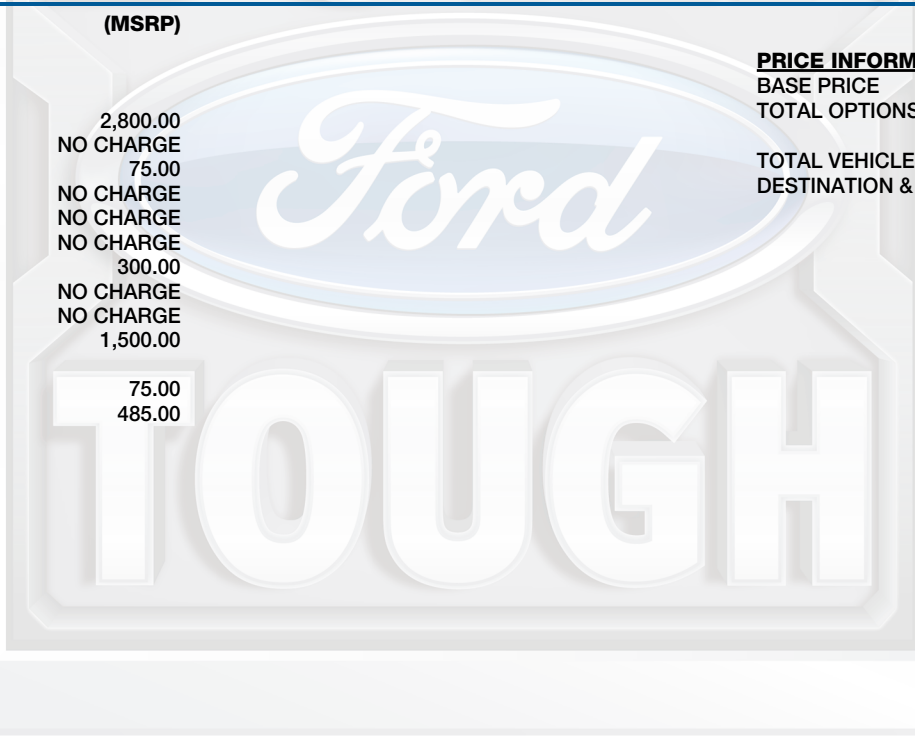 (MSRP)
2,800.00
NO CHARGE
75.00
NO CHARGE
NO CHARGE
NO CHARGE
300.00
NO CHARGE
NO CHARGE
1,500.00
75.00
485.00
PRICE INFORM
BASE PRICE
TOTAL OPTIONS
TOTAL VEHICLE
DESTINATION &
Ford
TOUGH